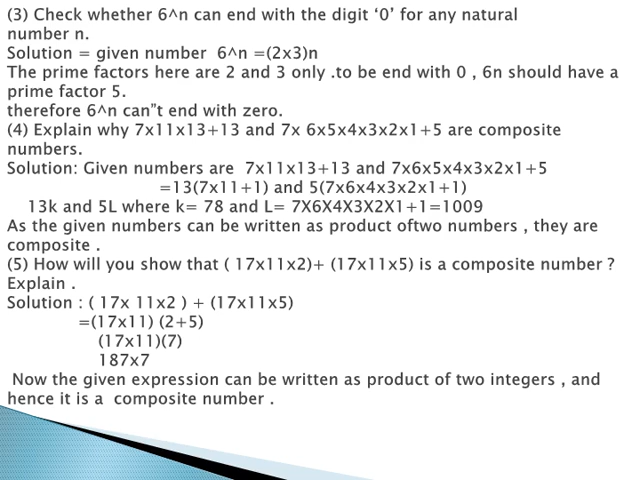 (3) Check whether 6^n can end with the digit ‘0’ for any natural
number n.
Solution = given number  6^n =(2x3)n
The prime factors here are 2 and 3 only .to be end with 0 , 6n should have a
prime factor 5.
therefore 6^n can”t end with zero.
(4) Explain why 7x11x13+13 and 7x 6x5x4x3x2x1+5 are composite
numbers.
Solution: Given numbers are  7x11x13+13 and 7x6x5x4x3x2x1+5
=13(7x11+1) and 5(7x6x4x3x2x1+1)
13k and 5L where k= 78 and L= 7X6X4X3X2X1+1=1009
As the given numbers can be written as product oftwo numbers , they are
composite .
(5) How will you show that ( 17x11x2)+ (17x11x5) is a composite number ?
Explain .
Solution : ( 17x 11x2 ) + (17x11x5)
=(17x11) (2+5)
(17x11)(7)
187x7
Now the given expression can be written as product of two integers , and
hence it is a  composite number .